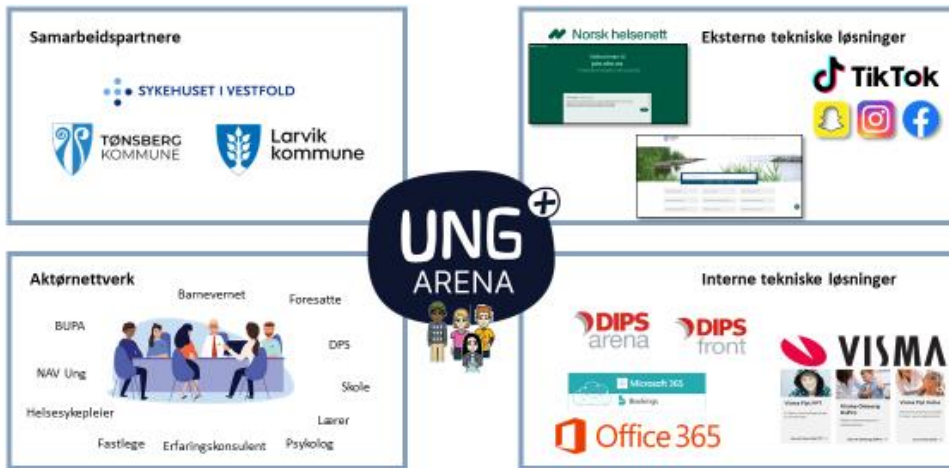 Samarbeidspartnere
SYKEHUSET I VESTFOLD
TØNSBERG
KOMMUNE
Larvik
kommune
Norsk helsenett
Eksterne tekniske løsninger
TikTok
UNG
ARENA
Aktørnettverk
Barnevernet
Foresatte
BUPA
DPS
NAV Ung
Skole
Helsesykepleier
Lærer
Fastlege
Erfaringskonsulent
Psykolog
Interne tekniske løsninger
DIPS
arena
DIPS
front
VISMA
Microsoft 365
Bookings
Office 365